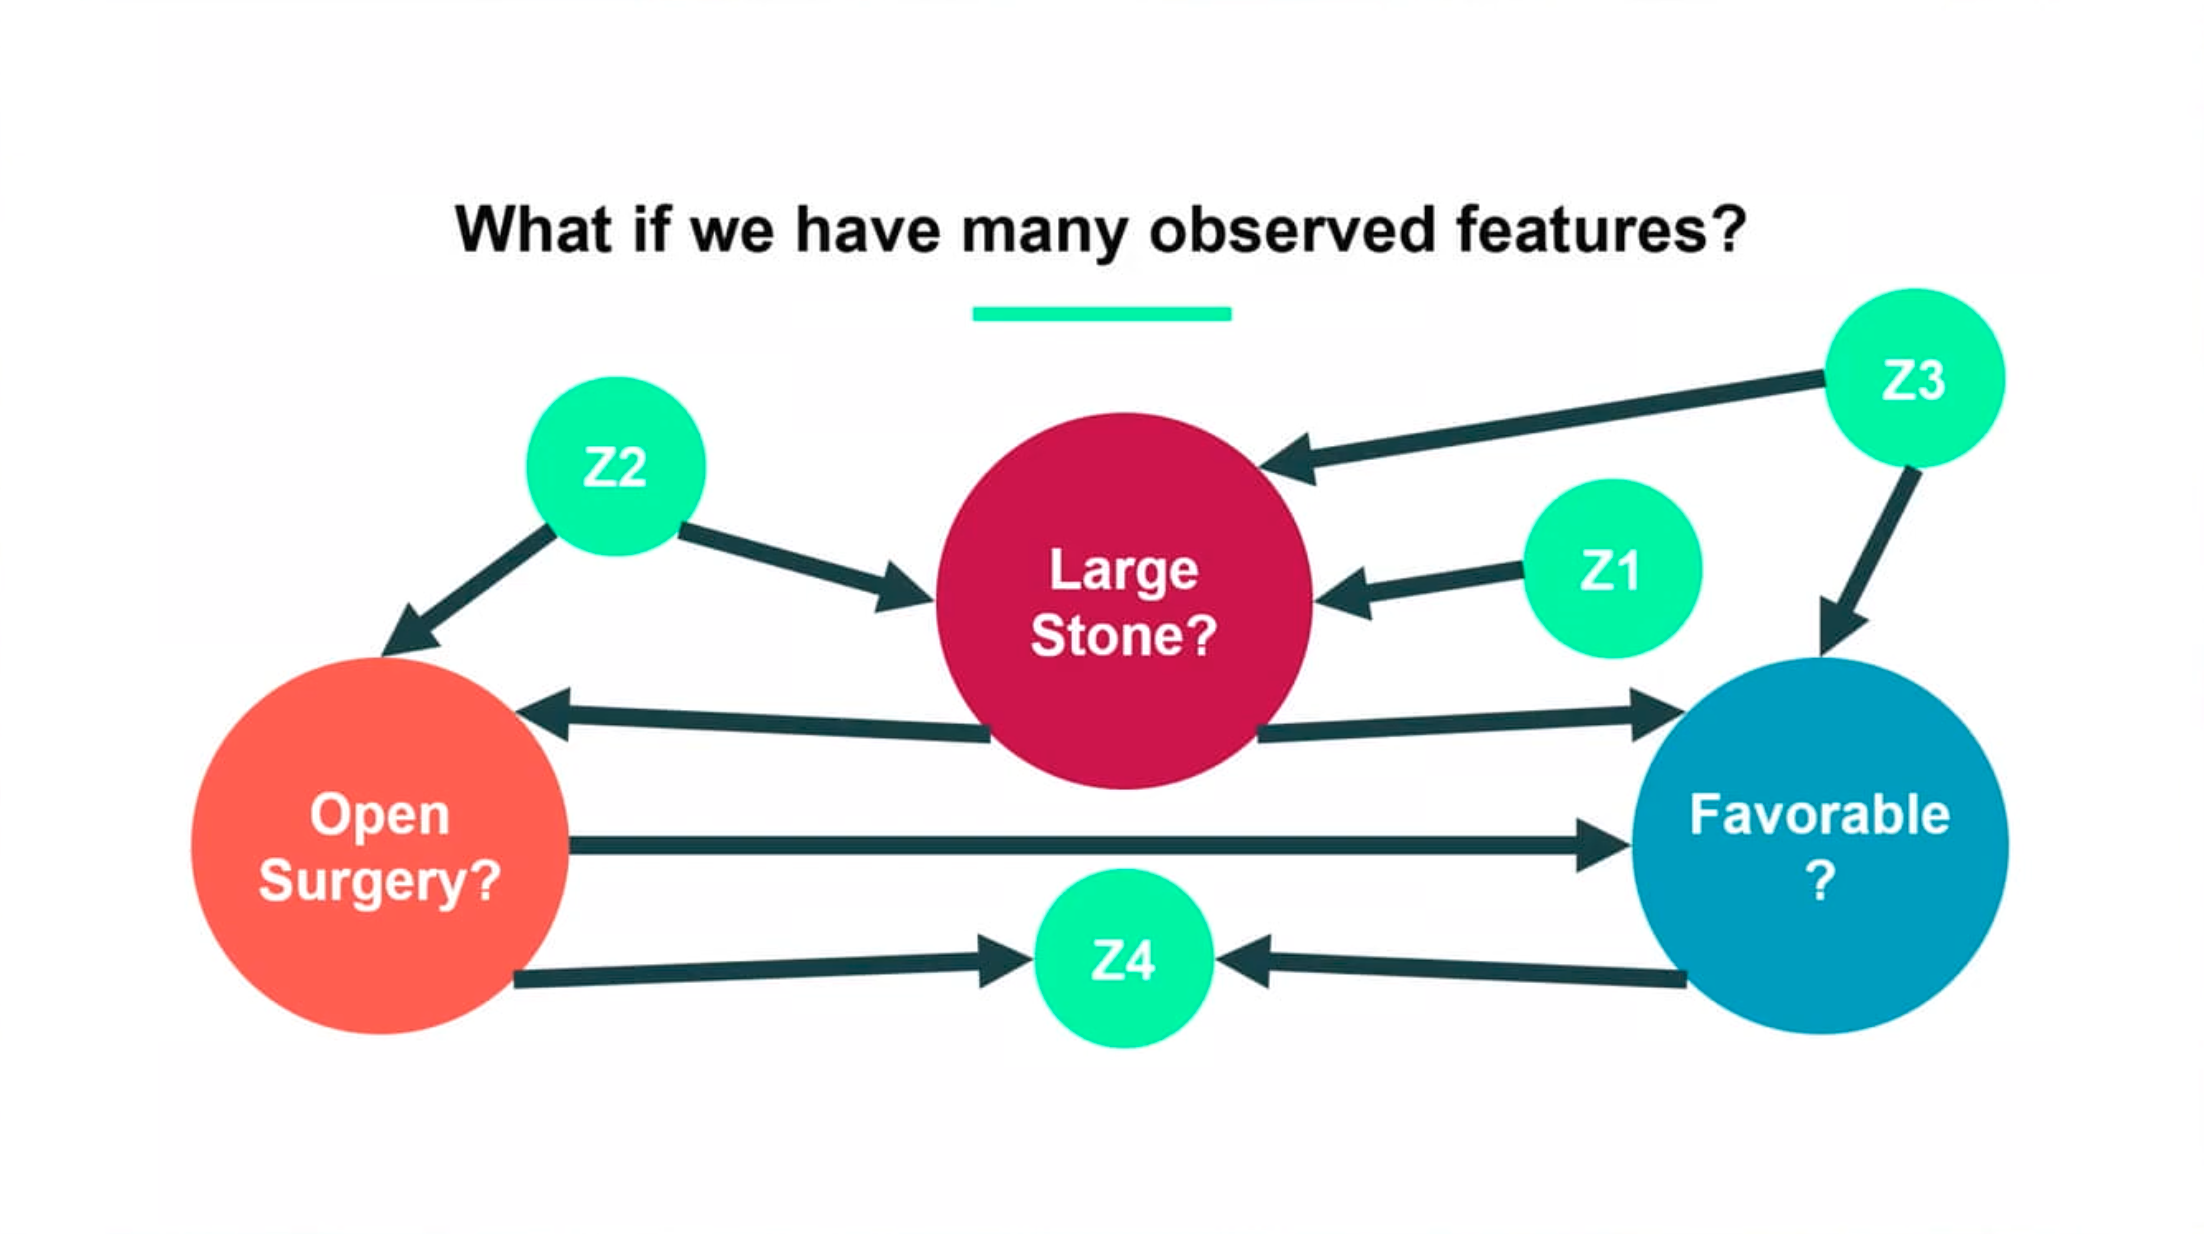 What if we have many observed features?
Z3
Z2
Large
Stone?
Z1
Open
Surgery?
Favorable
?
Z4